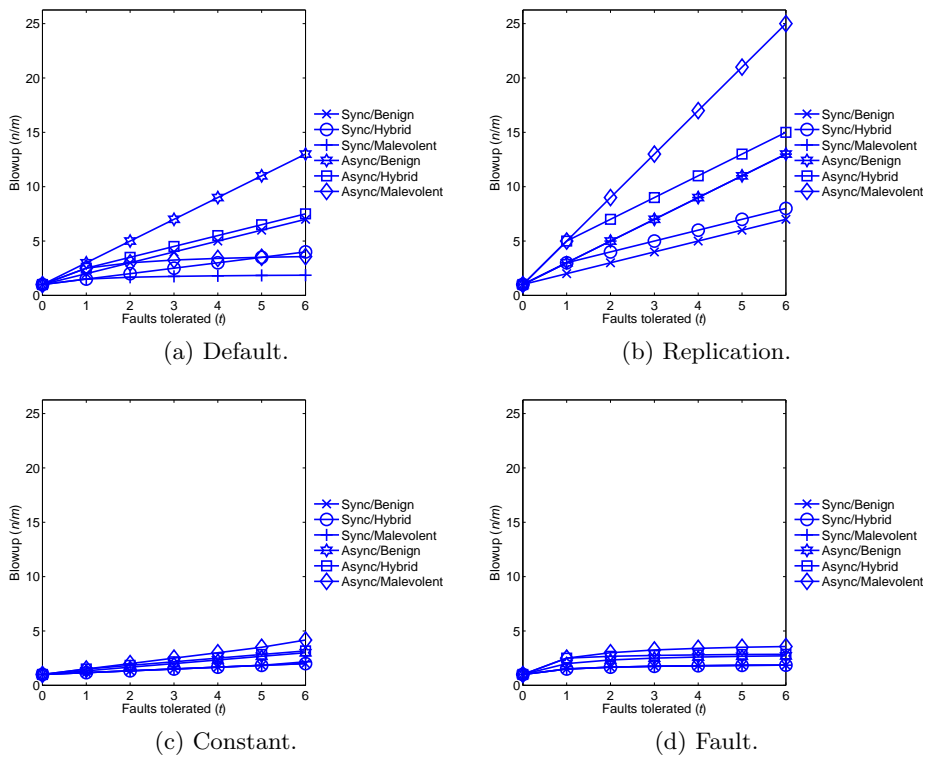 25
20
15
10
5
0
Blowup (n/m)
0 1 2 3 4 5 6
Faults tolerated (t)
Sync/Benign
Sync/Hybrid
Sync/Malevolent
Async/Benign
Async/Hybrid
Async/Malevolent
(a) Default.
25
20
15
10
5
0
Blowup (n/m)
0 1 2 3 4 5 6
Faults tolerated (t)
Sync/Benign
Sync/Hybrid
Sync/Malevolent
Async/Benign
Async/Hybrid
Async/Malevolent
(b) Replication.
25
20
15
10
5
0
Blowup (n/m)
0 1 2 3 4 5 6
Faults tolerated (t)
Sync/Benign
Sync/Hybrid
Sync/Malevolent
Async/Benign
Async/Hybrid
Async/Malevolent
(c) Constant.
25
20
15
10
5
0
Blowup (n/m)
0 1 2 3 4 5 6
Faults tolerated (t)
Sync/Benign
Sync/Hybrid
Sync/Malevolent
Async/Benign
Async/Hybrid
Async/Malevolent
(d) Fault.